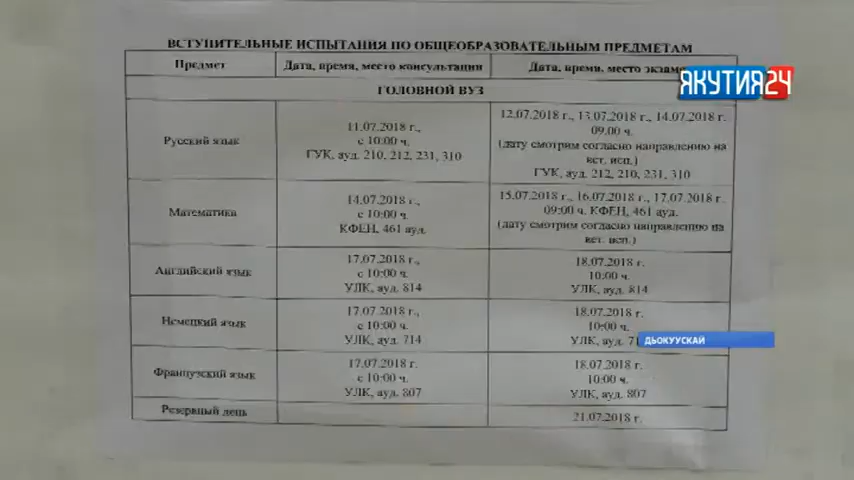 ВСТУПИТЕЛЬНЫЕ ИСПЫТАНИЯ ПО ОБЩЕОБРАЗОВАТЕЛЬНЫМ ПРЕДМЕТАМ
Предмет
Дата, время, место консультации
Дата, время, место
ЯКУТИЯ24
ГОЛОВНОЙ ВУЗ
Русский язык
11.07.2018 г.,
с 10:00 ч.
ГУК, ауд. 210, 212, 231, 310
12.07.2018 г., 13.07.2018 г., 14.07.2018 г.
09.00 ч.
(дату смотрим согласно направлению на
вст. исп.)
ГУК, ауд. 212, 210, 231, 310
Математика
14.07.2018 г.,
с 10:00 ч.
КФЕН, 461 ауд.
15.07.2018 г., 16.07.2018 г., 17.07.2018 г.
09:00 ч. КФЕН, 461 ауд.
(дату смотрим согласно направлению на
вст. исп.)
Английский язык
17.07.2018 г.,
с 10:00 ч.
УЛК, ауд. 814
18.07.2018 г.
10:00 ч.
УЛК, ауд. 814
Немецкий язык
17.07.2018 г.,
с 10:00 ч.
УЛК, ауд. 714
18.07.2018 г.
10:00 ч.
УЛК, ауд.
ДЬОКУУСКАЙ
Французский язык
17.07.2018 г.
с 10:00 ч.
УЛК, ауд. 807
18.07.2018 г.
10:00 ч.
УЛК, ауд. 807
Резервный день
21.07.2018 г.